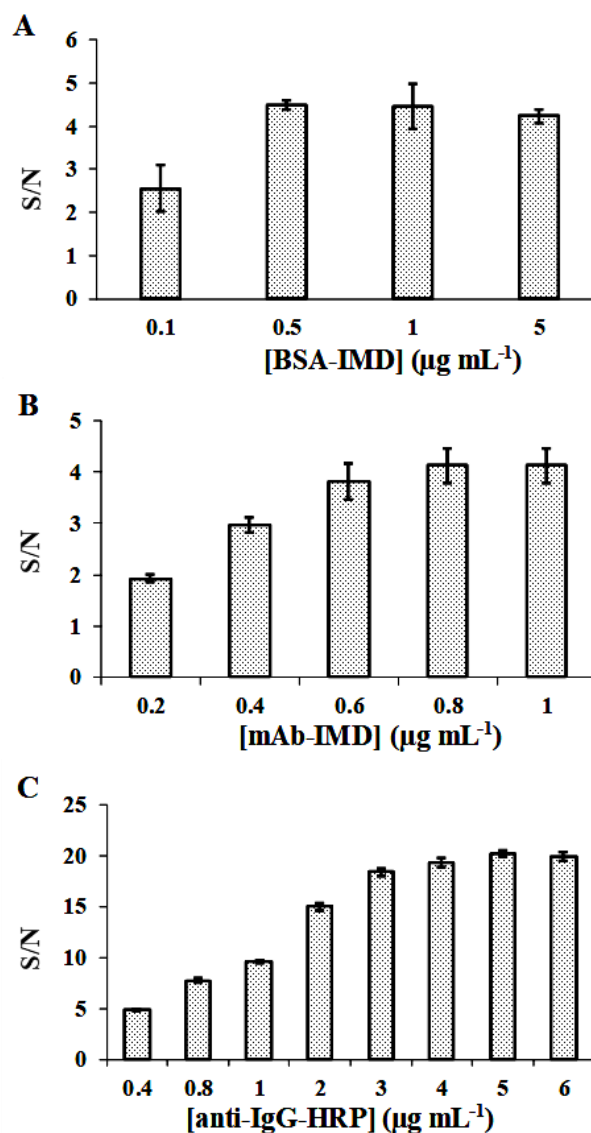 A
6
5
4
3
2
1
0
S/N
0.1 0.5 1 5
[BSA-IMD] (µg mL⁻¹)
B
5
4
3
2
1
0
S/N
0.2 0.4 0.6 0.8 1
[mAb-IMD] (µg mL⁻¹)
C
25
20
15
10
5
0
S/N
0.4 0.8 1 2 3 4 5 6
[anti-IgG-HRP] (µg mL⁻¹)